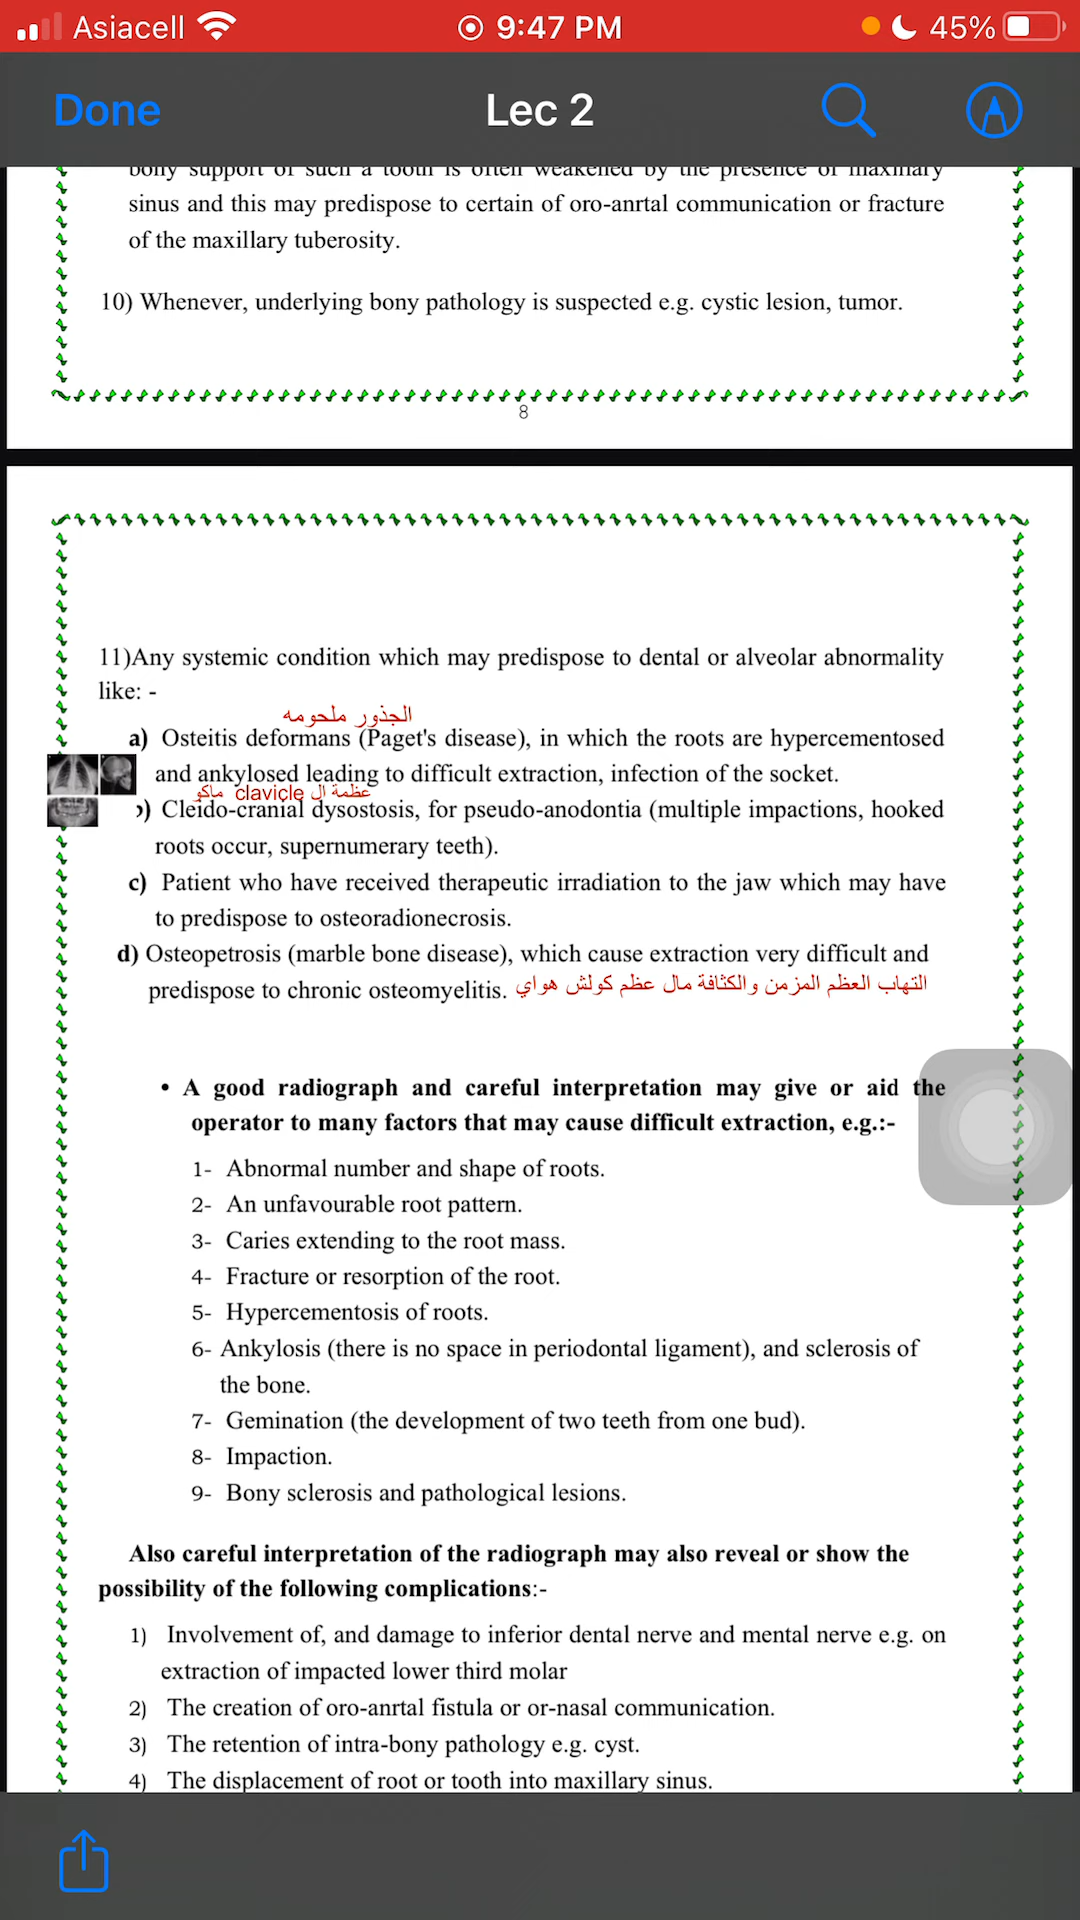 Asiacell 9:47 PM 45%
Done Lec 2
bony support of such a tooth is often weakened by the presence of maxillary
sinus and this may predispose to certain of oro-anrtal communication or fracture
of the maxillary tuberosity.
10) Whenever, underlying bony pathology is suspected e.g. cystic lesion, tumor.
8
11)Any systemic condition which may predispose to dental or alveolar abnormality
like: -
الجذور ملحومه
a) Osteitis deformans (Paget's disease), in which the roots are hypercementosed
and ankylosed leading to difficult extraction, infection of the socket.
عظمة ال clavicle ماكو
b) Cleido-cranial dysostosis, for pseudo-anodontia (multiple impactions, hooked
roots occur, supernumerary teeth).
c) Patient who have received therapeutic irradiation to the jaw which may have
to predispose to osteoradionecrosis.
d) Osteopetrosis (marble bone disease), which cause extraction very difficult and
predispose to chronic osteomyelitis. التهاب العظم المزمن والكثافة مال عظم كولش هواي
• A good radiograph and careful interpretation may give or aid the
operator to many factors that may cause difficult extraction, e.g.:-
1- Abnormal number and shape of roots.
2- An unfavourable root pattern.
3- Caries extending to the root mass.
4- Fracture or resorption of the root.
5- Hypercementosis of roots.
6- Ankylosis (there is no space in periodontal ligament), and sclerosis of
the bone.
7- Gemination (the development of two teeth from one bud).
8- Impaction.
9- Bony sclerosis and pathological lesions.
Also careful interpretation of the radiograph may also reveal or show the
possibility of the following complications:-
1) Involvement of, and damage to inferior dental nerve and mental nerve e.g. on
extraction of impacted lower third molar
2) The creation of oro-anrtal fistula or or-nasal communication.
3) The retention of intra-bony pathology e.g. cyst.
4) The displacement of root or tooth into maxillary sinus.